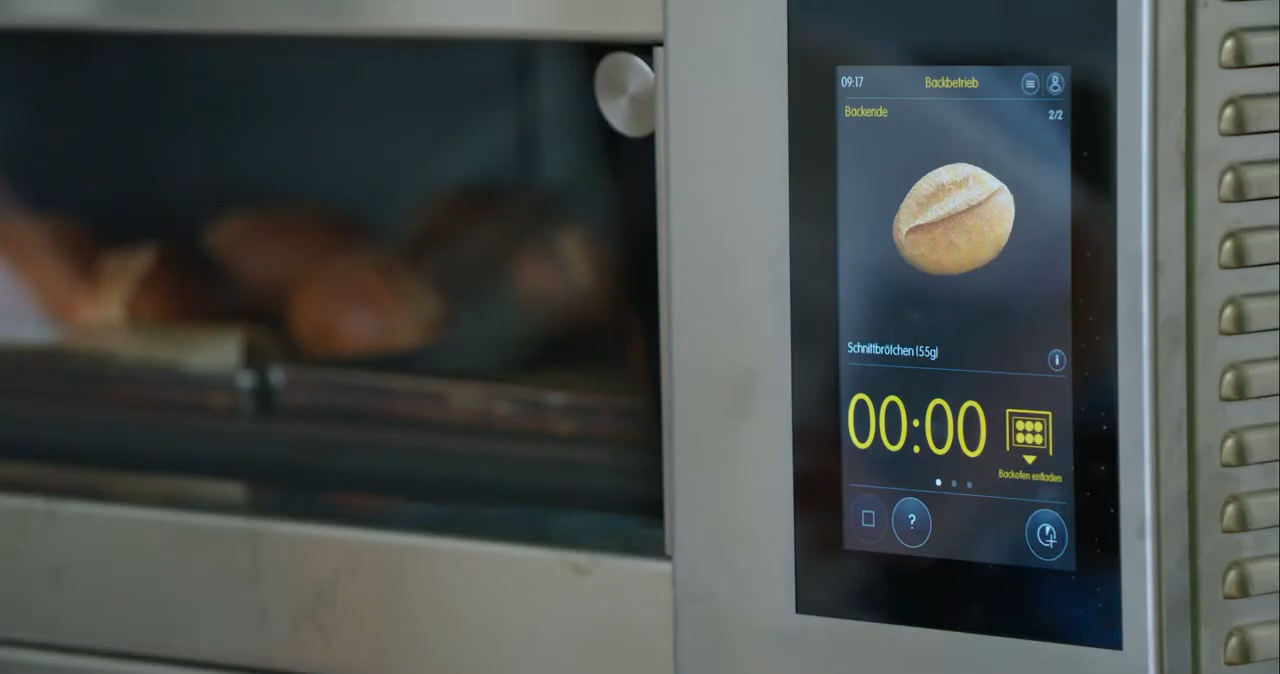 09:17 Backbetrieb
Backende 2/2
Schnittbrötchen (55g)
i
00:00
Backofen entladen
?